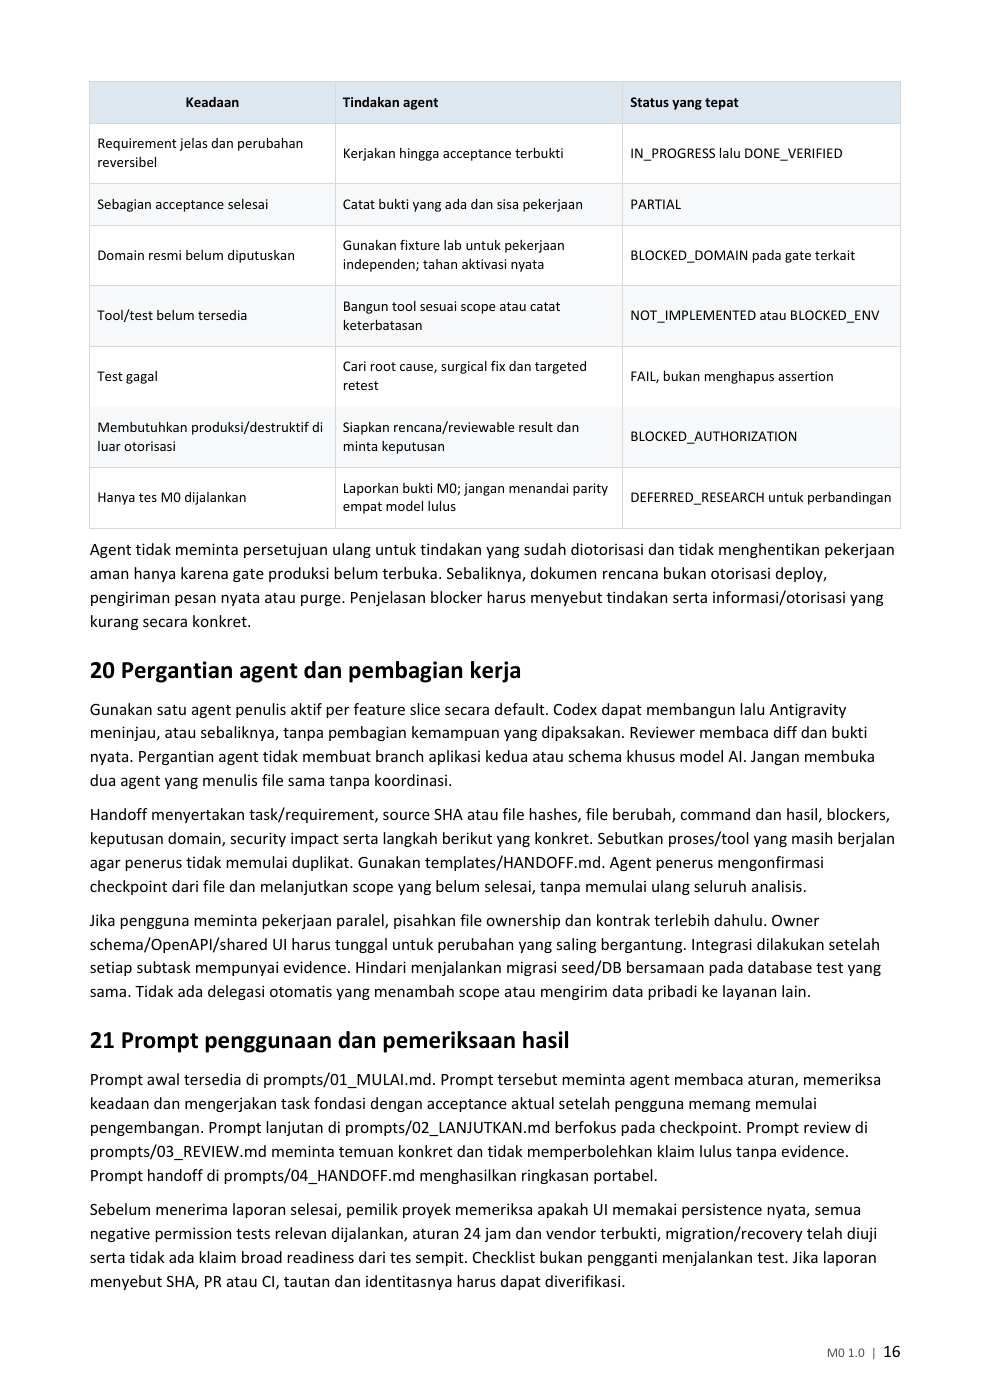 Keadaan
Tindakan agent
Status yang tepat
Requirement jelas dan perubahan
reversibel
Kerjakan hingga acceptance terbukti
IN_PROGRESS lalu DONE_VERIFIED
Sebagian acceptance selesai
Catat bukti yang ada dan sisa pekerjaan
PARTIAL
Domain resmi belum diputuskan
Gunakan fixture lab untuk pekerjaan
independen; tahan aktivasi nyata
BLOCKED_DOMAIN pada gate terkait
Tool/test belum tersedia
Bangun tool sesuai scope atau catat
keterbatasan
NOT_IMPLEMENTED atau BLOCKED_ENV
Test gagal
Cari root cause, surgical fix dan targeted
retest
FAIL, bukan menghapus assertion
Membutuhkan produksi/destruktif di
luar otorisasi
Siapkan rencana/reviewable result dan
minta keputusan
BLOCKED_AUTHORIZATION
Hanya tes M0 dijalankan
Laporkan bukti M0; jangan menandai parity
empat model lulus
DEFERRED_RESEARCH untuk perbandingan
Agent tidak meminta persetujuan ulang untuk tindakan yang sudah diotorisasi dan tidak menghentikan pekerjaan
aman hanya karena gate produksi belum terbuka. Sebaliknya, dokumen rencana bukan otorisasi deploy,
pengiriman pesan nyata atau purge. Penjelasan blocker harus menyebut tindakan serta informasi/otorisasi yang
kurang secara konkret.
20 Pergantian agent dan pembagian kerja
Gunakan satu agent penulis aktif per feature slice secara default. Codex dapat membangun lalu Antigravity
meninjau, atau sebaliknya, tanpa pembagian kemampuan yang dipaksakan. Reviewer membaca diff dan bukti
nyata. Pergantian agent tidak membuat branch aplikasi kedua atau schema khusus model AI. Jangan membuka
dua agent yang menulis file sama tanpa koordinasi.
Handoff menyertakan task/requirement, source SHA atau file hashes, file berubah, command dan hasil, blockers,
keputusan domain, security impact serta langkah berikut yang konkret. Sebutkan proses/tool yang masih berjalan
agar penerus tidak memulai duplikat. Gunakan templates/HANDOFF.md. Agent penerus mengonfirmasi
checkpoint dari file dan melanjutkan scope yang belum selesai, tanpa memulai ulang seluruh analisis.
Jika pengguna meminta pekerjaan paralel, pisahkan file ownership dan kontrak terlebih dahulu. Owner
schema/OpenAPI/shared UI harus tunggal untuk perubahan yang saling bergantung. Integrasi dilakukan setelah
setiap subtask mempunyai evidence. Hindari menjalankan migrasi seed/DB bersamaan pada database test yang
sama. Tidak ada delegasi otomatis yang menambah scope atau mengirim data pribadi ke layanan lain.
21 Prompt penggunaan dan pemeriksaan hasil
Prompt awal tersedia di prompts/01_MULAI.md. Prompt tersebut meminta agent membaca aturan, memeriksa
keadaan dan mengerjakan task fondasi dengan acceptance aktual setelah pengguna memang memulai
pengembangan. Prompt lanjutan di prompts/02_LANJUTKAN.md berfokus pada checkpoint. Prompt review di
prompts/03_REVIEW.md meminta temuan konkret dan tidak memperbolehkan klaim lulus tanpa evidence.
Prompt handoff di prompts/04_HANDOFF.md menghasilkan ringkasan portabel.
Sebelum menerima laporan selesai, pemilik proyek memeriksa apakah UI memakai persistence nyata, semua
negative permission tests relevan dijalankan, aturan 24 jam dan vendor terbukti, migration/recovery telah diuji
serta tidak ada klaim broad readiness dari tes sempit. Checklist bukan pengganti menjalankan test. Jika laporan
menyebut SHA, PR atau CI, tautan dan identitasnya harus dapat diverifikasi.
M0 1.0 | 16